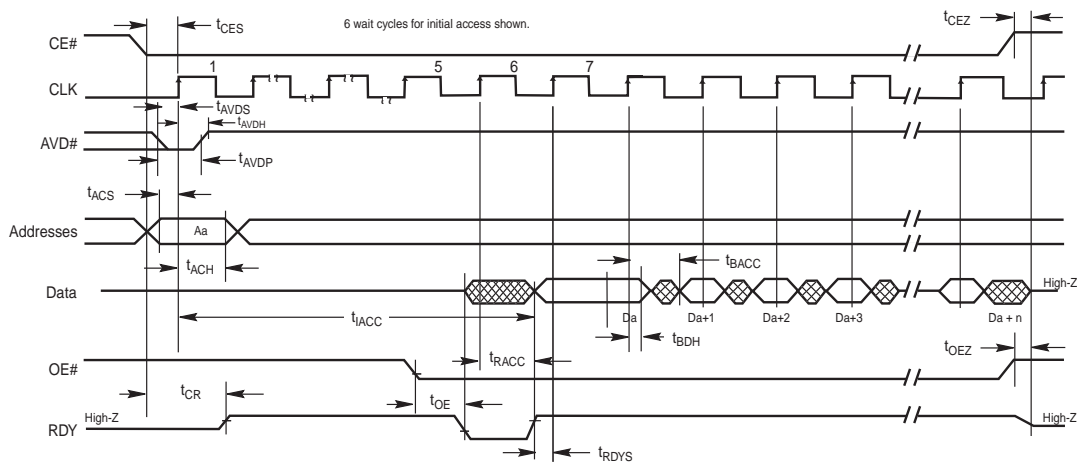 6 wait cycles for initial access shown.
tCES
tCEZ
CE#
1
5
6
7
CLK
tAVDS
tAVDH
AVD#
tAVDP
tACS
Addresses
Aa
tACH
tBACC
Data
High-Z
Da
Da+1
Da+2
Da+3
Da + n
tIACC
tBDH
tRACC
tOEZ
OE#
tCR
tOE
High-Z
High-Z
RDY
tRDYS